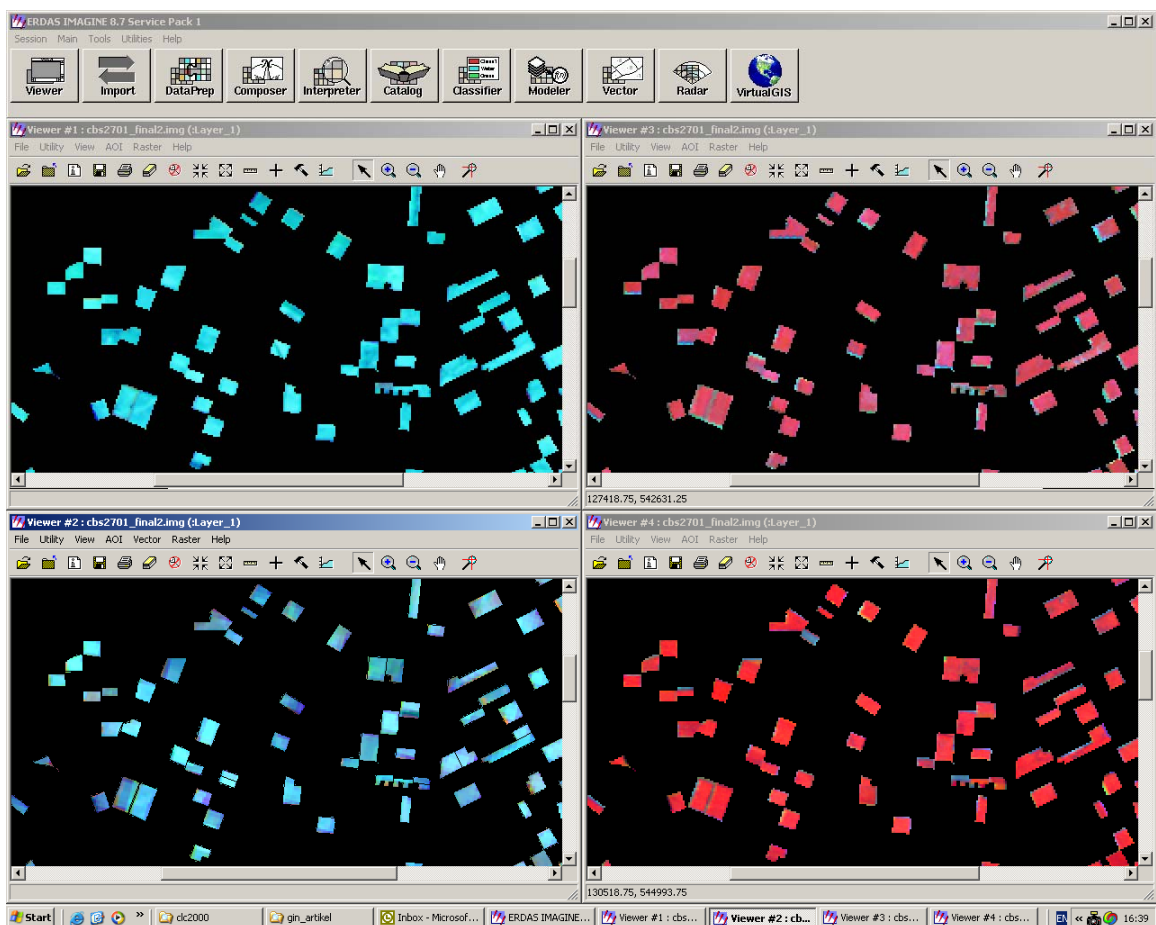 ERDAS IMAGINE 8.7 Service Pack 1
Session Main Tools Utilities Help
Viewer Import DataPrep Composer Interpreter Catalog Classifier Modeler Vector Radar VirtualGIS
Class1
Water
Grass
f(n)
Viewer #1 : cbs2701_final2.img (:Layer_1)
File Utility View AOI Raster Help
Viewer #3 : cbs2701_final2.img (:Layer_1)
File Utility View AOI Raster Help
127418.75, 542631.25
Viewer #2 : cbs2701_final2.img (:Layer_1)
File Utility View AOI Vector Raster Help
Viewer #4 : cbs2701_final2.img (:Layer_1)
File Utility View AOI Raster Help
130518.75, 544993.75
Start » clc2000 gin_artikel Inbox - Microsof... ERDAS IMAGINE... Viewer #1 : cbs... Viewer #2 : cb... Viewer #3 : cbs... Viewer #4 : cbs... EN « 16:39